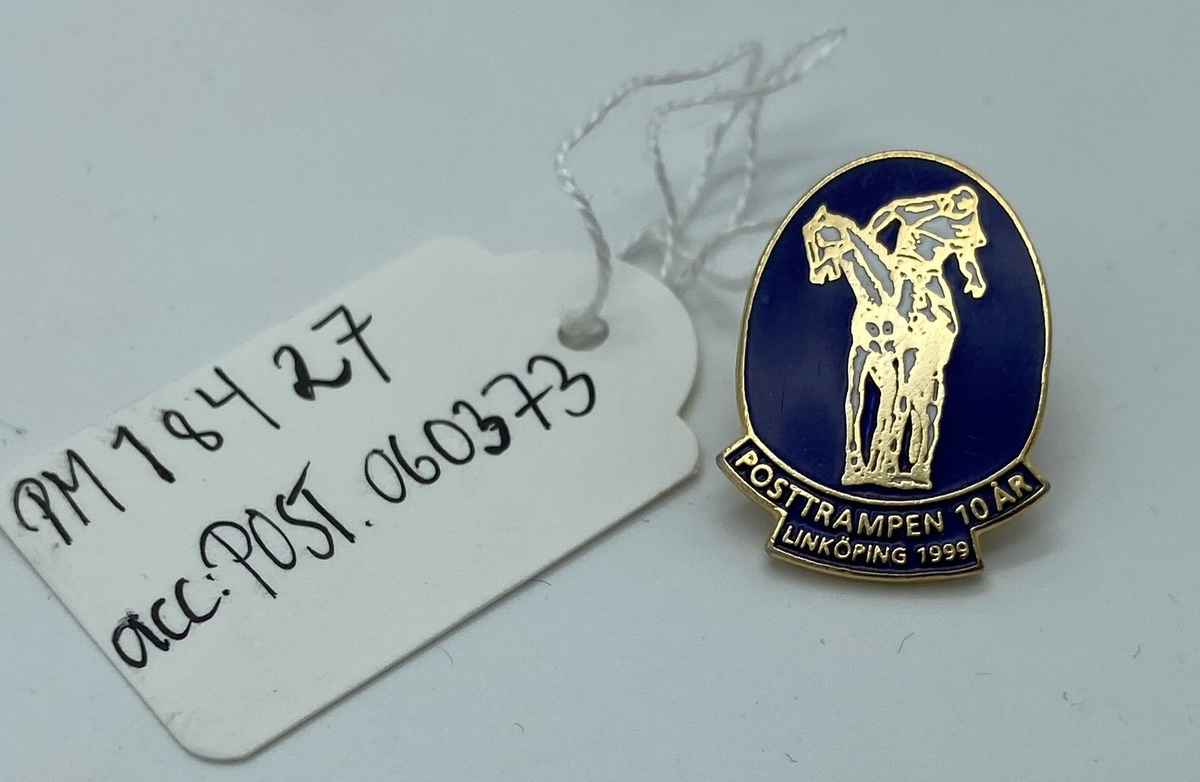 PM 18427
acc: POST. 060373
POSTTRAMPEN 10 ÅR
LINKÖPING 1999